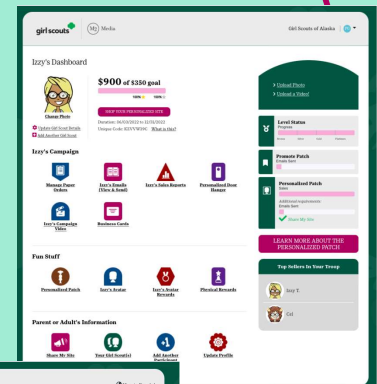 girl scouts
M2 Media
Girl Scouts of Alaska
Izzy's Dashboard
Change Photo
Update Girl Scout Details
Add Another Girl Scout
$900 of $350 goal
SHOP YOUR PERSONALIZED SITE
What is this?
Izzy's Campaign
Manage Paper
Orders
Izzy's Emails
(View & Send)
Izzy's Sales Reports
Personalized Door
Hanger
Izzy's Campaign
Video
Business Cards
Fun Stuff
Personalized Patch
Izzy's Avatar
Izzy's Avatar
Rewards
Physical Rewards
Parent or Adult's Information
Share My Site
Your Girl Scout(s)
Add Another
Participant
Update Profile
> Upload Photo
> Upload a Video!
Level Status
Progress
Promote Patch
Emails Sent
Personalized Patch
Sales
Additional requirements:
Emails Sent
Share My Site
LEARN MORE ABOUT THE
PERSONALIZED PATCH
Top Sellers In Your Troop
Izzy T.